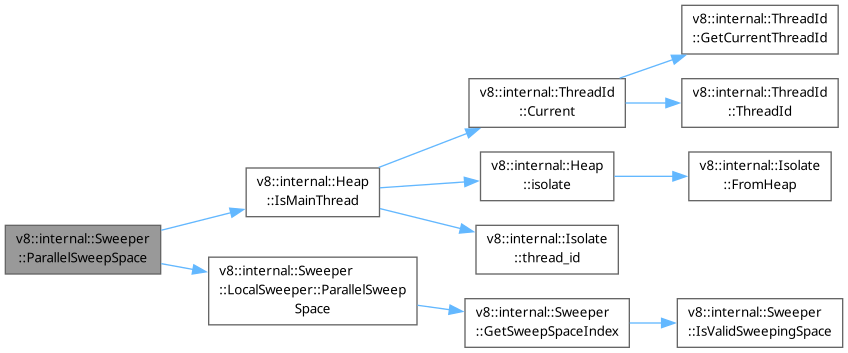 v8::internal::ThreadId
::GetCurrentThreadId
v8::internal::ThreadId
::Current
v8::internal::ThreadId
::ThreadId
v8::internal::Heap
::IsMainThread
v8::internal::Heap
::isolate
v8::internal::Isolate
::FromHeap
v8::internal::Sweeper
::ParallelSweepSpace
v8::internal::Isolate
::thread_id
v8::internal::Sweeper
::LocalSweeper::ParallelSweep
Space
v8::internal::Sweeper
::GetSweepSpaceIndex
v8::internal::Sweeper
::IsValidSweepingSpace